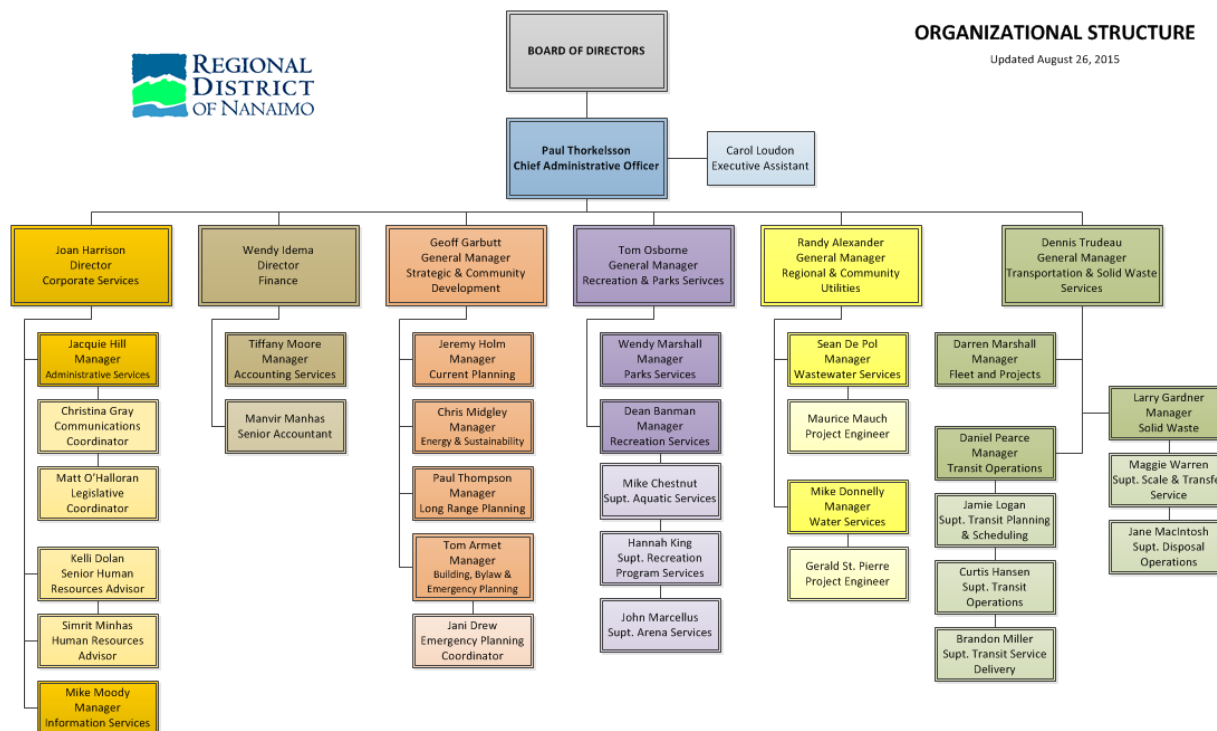 BOARD OF DIRECTORS
ORGANIZATIONAL STRUCTURE
Updated August 26, 2015
REGIONAL
DISTRICT
OF NANAIMO
Paul Thorkelsson
Chief Administrative Officer
Carol Loudon
Executive Assistant
Joan Harrison
Director
Corporate Services
Wendy Idema
Director
Finance
Geoff Garbutt
General Manager
Strategic & Community
Development
Tom Osborne
General Manager
Recreation & Parks Serivces
Randy Alexander
General Manager
Regional & Community
Utilities
Dennis Trudeau
General Manager
Transportation & Solid Waste
Services
Jacquie Hill
Manager
Administrative Services
Christina Gray
Communications
Coordinator
Matt O’Halloran
Legislative
Coordinator
Kelli Dolan
Senior Human
Resources Advisor
Simrit Minhas
Human Resources
Advisor
Mike Moody
Manager
Information Services
Tiffany Moore
Manager
Accounting Services
Manvir Manhas
Senior Accountant
Jeremy Holm
Manager
Current Planning
Chris Midgley
Manager
Energy & Sustainability
Paul Thompson
Manager
Long Range Planning
Tom Armet
Manager
Building, Bylaw &
Emergency Planning
Jani Drew
Emergency Planning
Coordinator
Wendy Marshall
Manager
Parks Services
Dean Banman
Manager
Recreation Services
Mike Chestnut
Supt. Aquatic Services
Hannah King
Supt. Recreation
Program Services
John Marcellus
Supt. Arena Services
Sean De Pol
Manager
Wastewater Services
Maurice Mauch
Project Engineer
Mike Donnelly
Manager
Water Services
Gerald St. Pierre
Project Engineer
Darren Marshall
Manager
Fleet and Projects
Daniel Pearce
Manager
Transit Operations
Jamie Logan
Supt. Transit Planning
& Scheduling
Curtis Hansen
Supt. Transit
Operations
Brandon Miller
Supt. Transit Service
Delivery
Larry Gardner
Manager
Solid Waste
Maggie Warren
Supt. Scale & Transfe
Service
Jane MacIntosh
Supt. Disposal
Operations